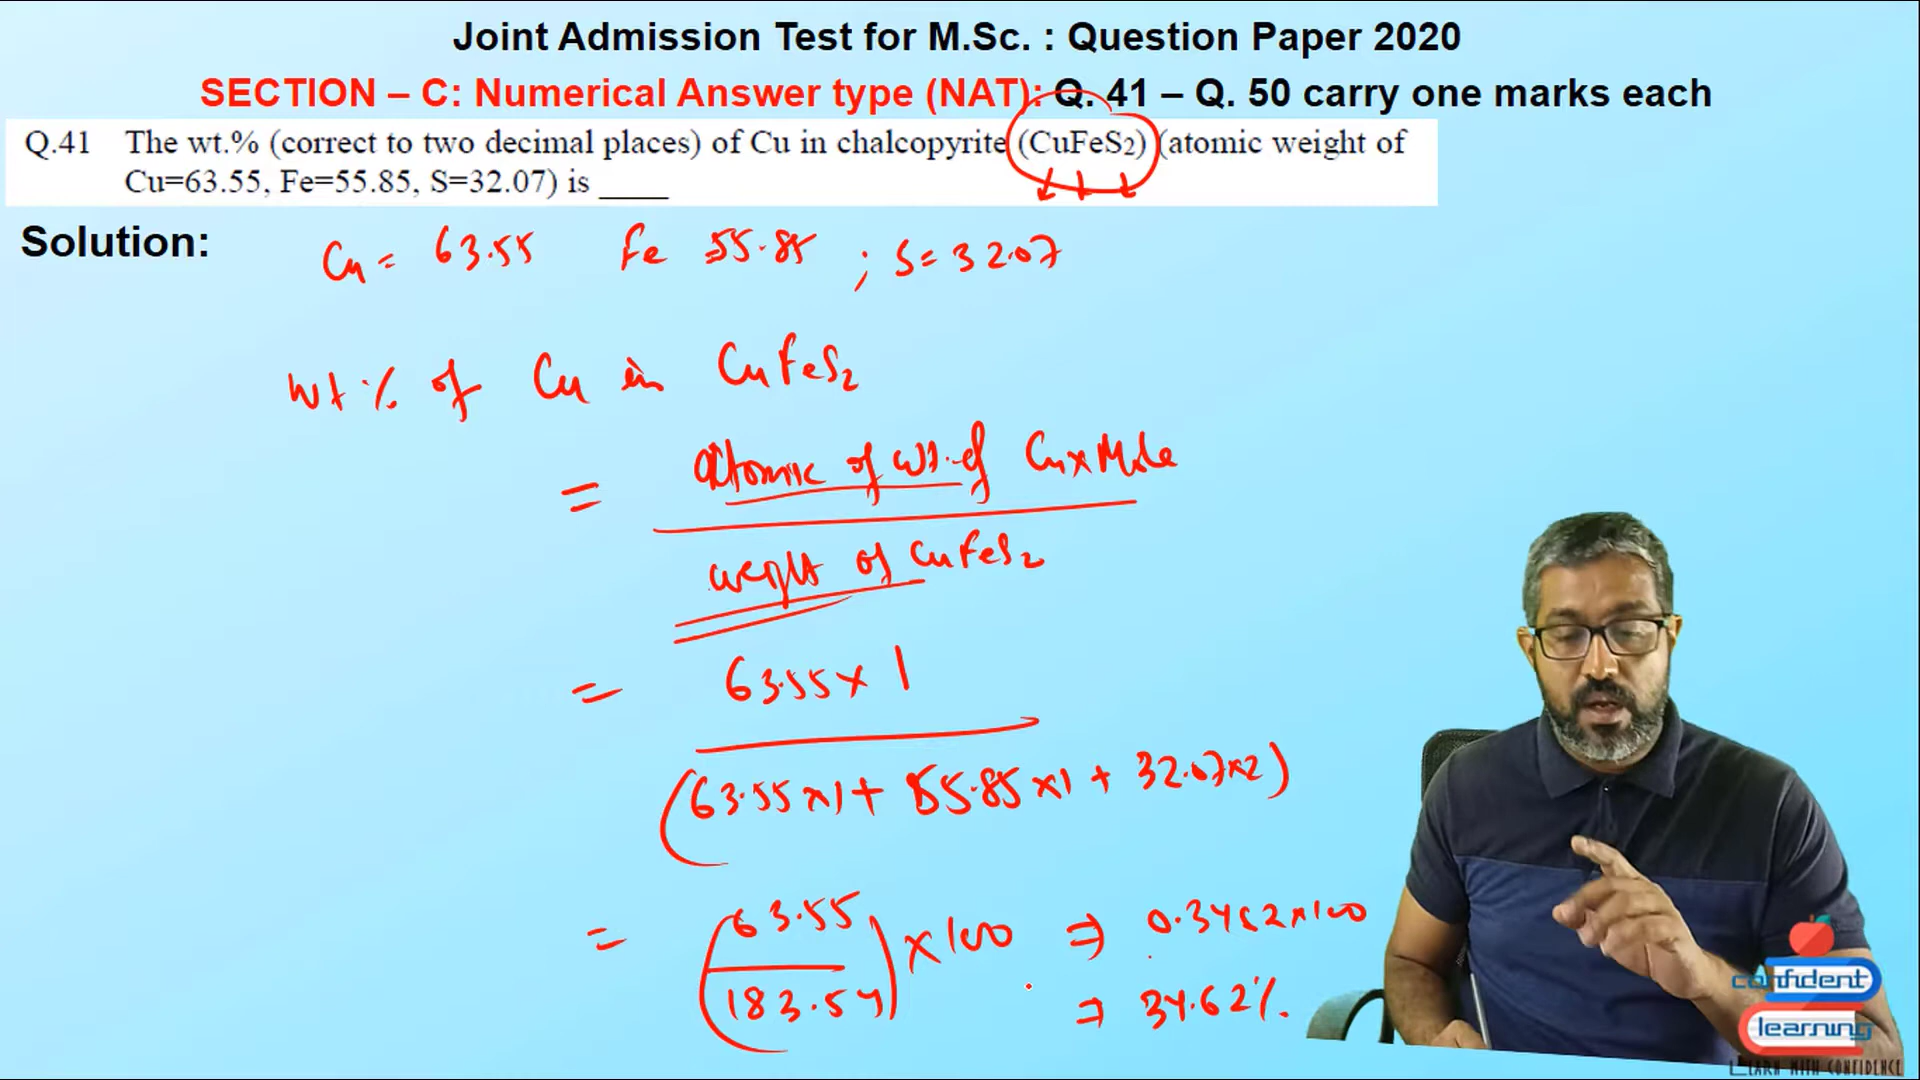 Joint Admission Test for M.Sc. : Question Paper 2020
SECTION – C: Numerical Answer type (NAT): Q. 41 – Q. 50 carry one marks each
Q.41 The wt.% (correct to two decimal places) of Cu in chalcopyrite (CuFeS₂) (atomic weight of
Cu=63.55, Fe=55.85, S=32.07) is ____
Solution:
Cu = 63.55 Fe 55.85 ; S = 32.07
Wt % of Cu in CuFeS₂
= Atomic of wt. of Cu x Mole
weight of CuFeS₂
= 63.55 x 1
(63.55 x 1 + 55.85 x 1 + 32.07 x 2)
= (63.55
183.54) x 100 ⇒ 0.3462 x 100
⇒ 34.62%
confident
learning
LEARN WITH CONFIDENCE